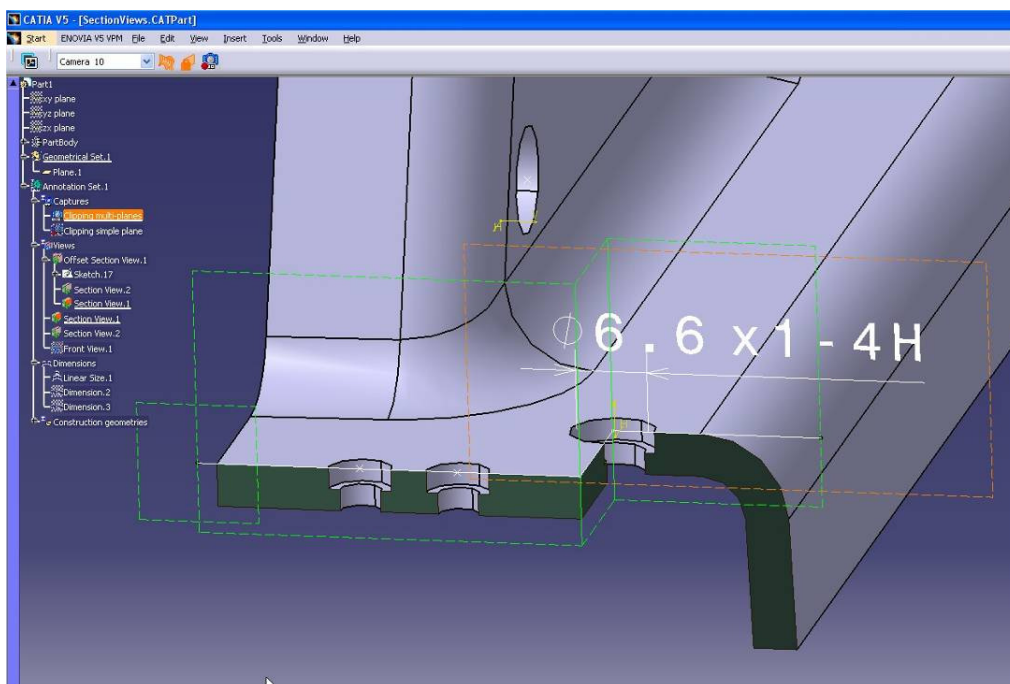 CATIA V5 - [SectionViews.CATPart]
Start ENOVIA V5 VPM File Edit View Insert Tools Window Help
Camera 10
Part1
xy plane
yz plane
zx plane
PartBody
Geometrical Set.1
Plane.1
Annotation Set.1
Captures
Clipping multi-planes
Clipping simple plane
Views
Offset Section View.1
Sketch.17
Section View.2
Section View.1
Section View.1
Section View.2
Front View.1
Dimensions
Linear Size.1
Dimension.2
Dimension.3
Construction geometries
∅6.6x1-4H